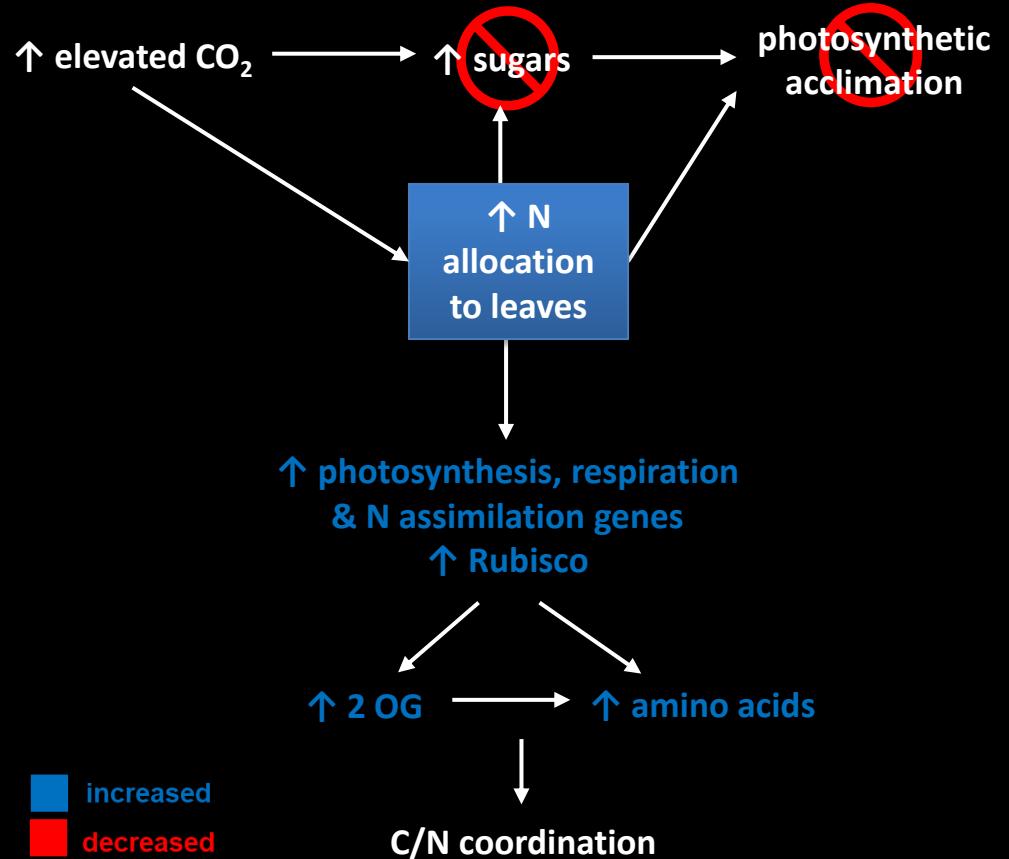 ↑ elevated CO₂
↑ sugars
photosynthetic
acclimation
↑ N
allocation
to leaves
↑ photosynthesis, respiration
& N assimilation genes
↑ Rubisco
↑ 2 OG
↑ amino acids
increased
decreased
C/N coordination